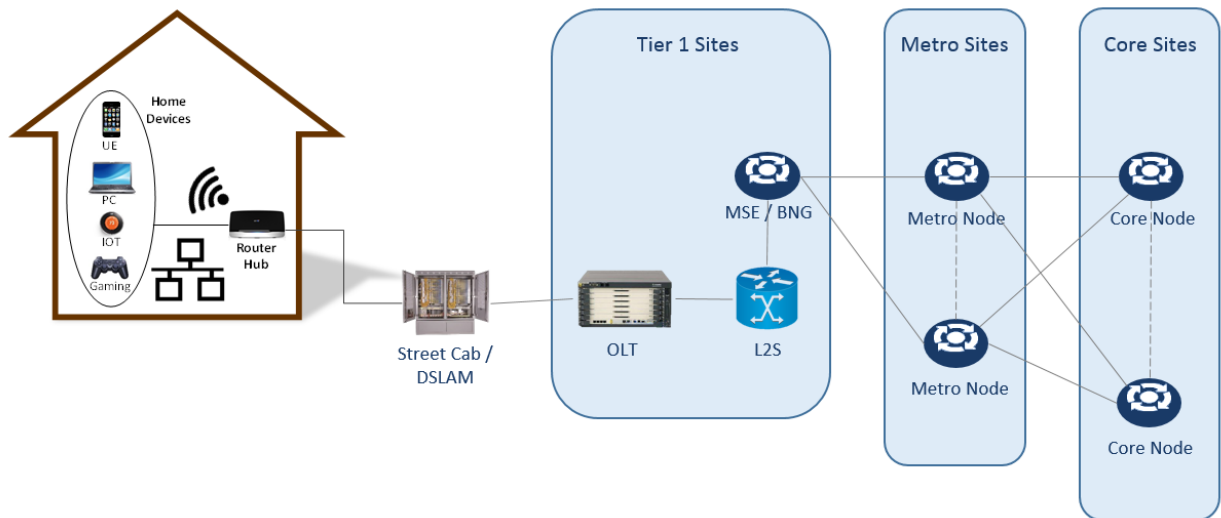 Home
Devices
UE
PC
IOT
Gaming
Router
Hub
Street Cab /
DSLAM
Tier 1 Sites
MSE / BNG
OLT
L2S
Metro Sites
Metro Node
Metro Node
Core Sites
Core Node
Core Node